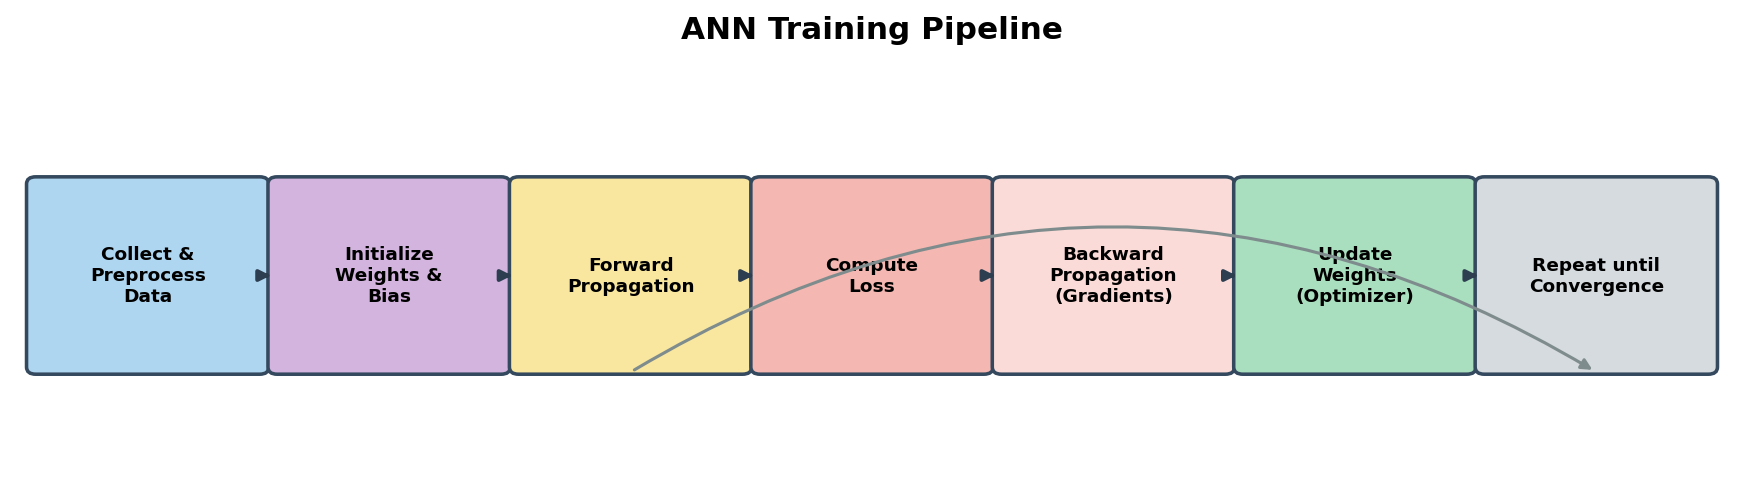 ANN Training Pipeline
Collect &
Preprocess
Data
Initialize
Weights &
Bias
Forward
Propagation
Compute
Loss
Backward
Propagation
(Gradients)
Update
Weights
(Optimizer)
Repeat until
Convergence